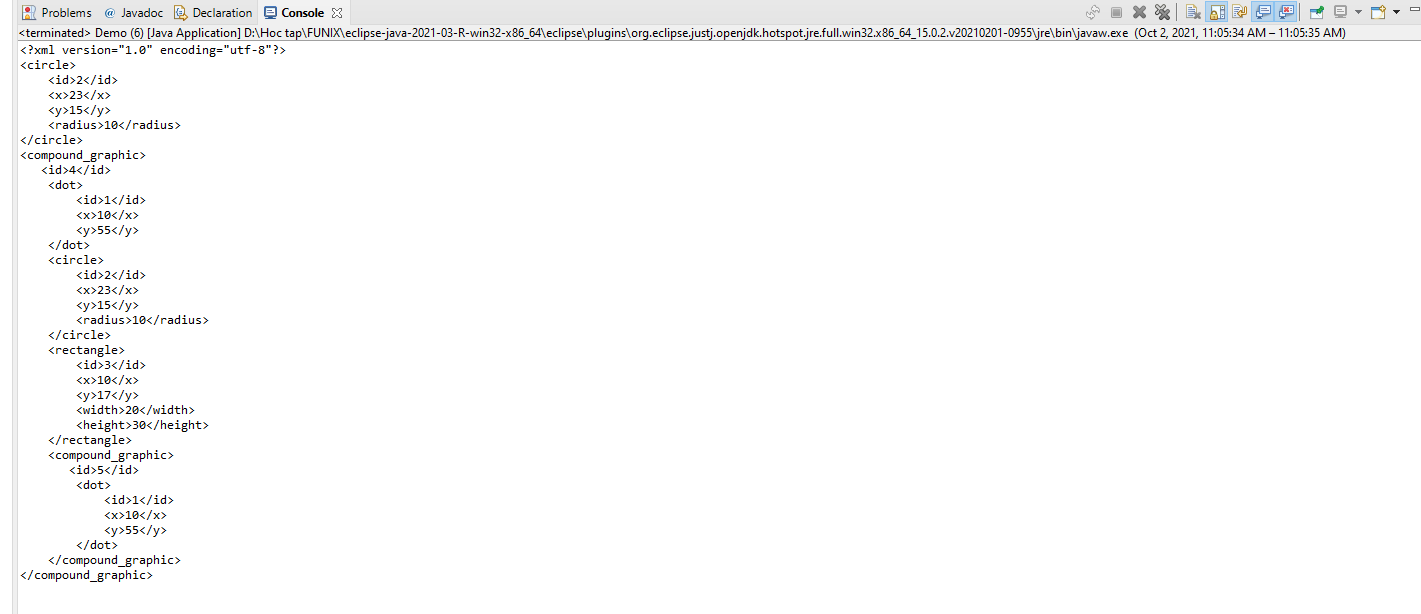 Problems @ Javadoc Declaration Console
<terminated> Demo (6) [Java Application] D:\Hoc tap\FUNIX\eclipse-java-2021-03-R-win32-x86_64\eclipse\plugins\org.eclipse.justj.openjdk.hotspot.jre.full.win32.x86_64_15.0.2.v20210201-0955\jre\bin\javaw.exe (Oct 2, 2021, 11:05:34 AM – 11:05:35 AM)
<?xml version="1.0" encoding="utf-8"?>
<circle>
    <id>2</id>
    <x>23</x>
    <y>15</y>
    <radius>10</radius>
</circle>
<compound_graphic>
   <id>4</id>
    <dot>
        <id>1</id>
        <x>10</x>
        <y>55</y>
    </dot>
    <circle>
        <id>2</id>
        <x>23</x>
        <y>15</y>
        <radius>10</radius>
    </circle>
    <rectangle>
        <id>3</id>
        <x>10</x>
        <y>17</y>
        <width>20</width>
        <height>30</height>
    </rectangle>
    <compound_graphic>
       <id>5</id>
        <dot>
            <id>1</id>
            <x>10</x>
            <y>55</y>
        </dot>
    </compound_graphic>
</compound_graphic>